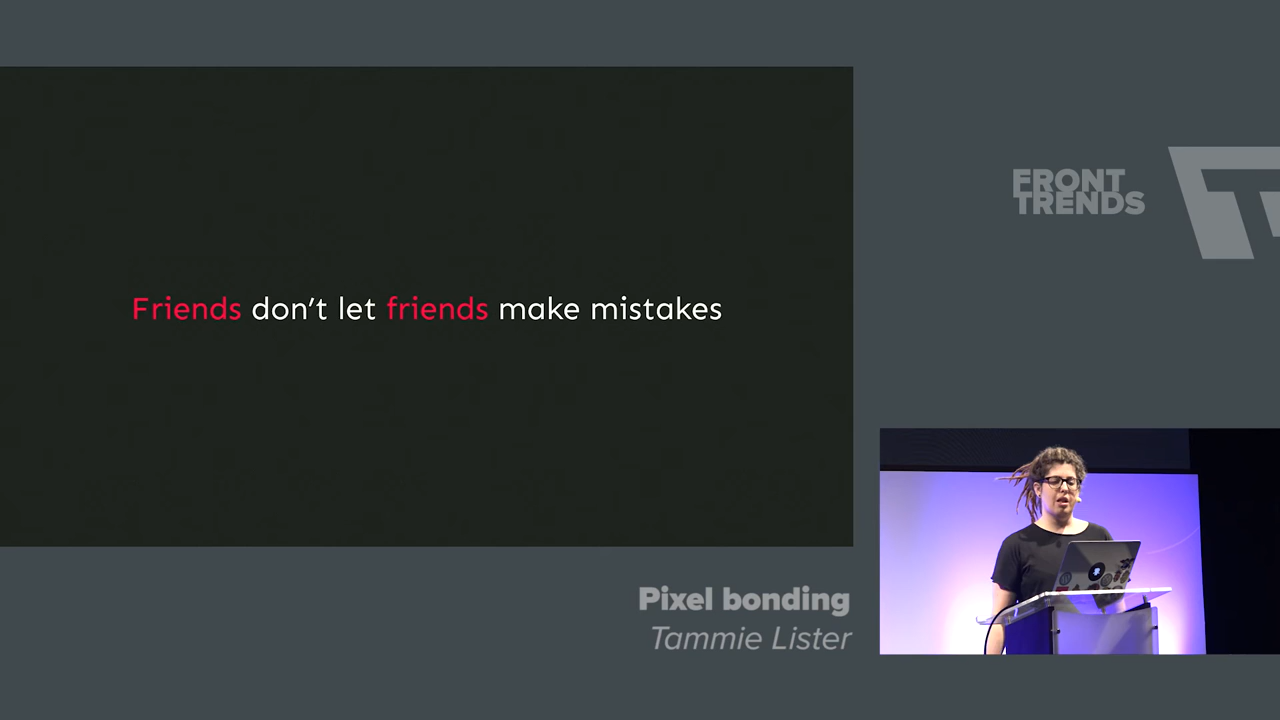 Friends don’t let friends make mistakes
FRONT
TRENDS
Pixel bonding
Tammie Lister